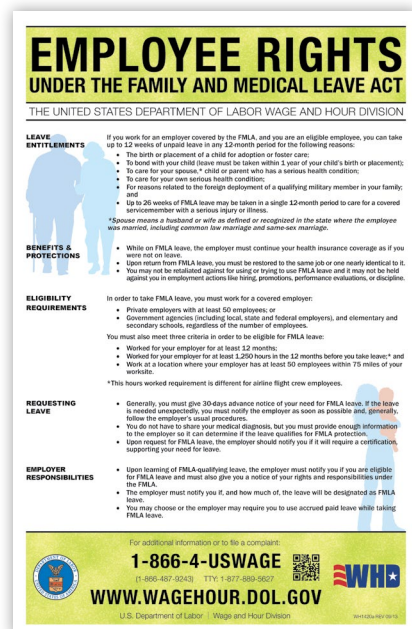 EMPLOYEE RIGHTS
UNDER THE FAMILY AND MEDICAL LEAVE ACT
THE UNITED STATES DEPARTMENT OF LABOR WAGE AND HOUR DIVISION
LEAVE
ENTITLEMENTS
If you work for an employer covered by the FMLA, and you are an eligible employee, you can take
up to 12 weeks of unpaid leave in any 12-month period for the following reasons:
• The birth or placement of a child for adoption or foster care;
• To bond with your child (leave must be taken within 1 year of your child's birth or placement);
• To care for your spouse,* child or parent who has a serious health condition;
• To care for your own serious health condition;
• For reasons related to the foreign deployment of a qualifying military member in your family;
and
• Up to 26 weeks of FMLA leave may be taken in a single 12-month period to care for a covered
servicemember with a serious injury or illness.
*Spouse means a husband or wife as defined or recognized in the state where the employee
was married, including common law marriage and same-sex marriage.
BENEFITS &
PROTECTIONS
• While on FMLA leave, the employer must continue your health insurance coverage as if you
were not on leave.
• Upon return from FMLA leave, you must be restored to the same job or one nearly identical to it.
• You may not be retaliated against for using or trying to use FMLA leave and it may not be held
against you in employment actions like hiring, promotions, performance evaluations, or discipline.
ELIGIBILITY
REQUIREMENTS
In order to take FMLA leave, you must work for a covered employer:
• Private employers with at least 50 employees; or
• Government agencies (including local, state and federal employers), and elementary and
secondary schools, regardless of the number of employees.
You must also meet three criteria in order to be eligible for FMLA leave:
• Worked for your employer for at least 12 months;
• Worked for your employer for at least 1,250 hours in the 12 months before you take leave;* and
• Work at a location where your employer has at least 50 employees within 75 miles of your
worksite.
*This hours worked requirement is different for airline flight crew employees.
REQUESTING
LEAVE
• Generally, you must give 30-days advance notice of your need for FMLA leave. If the leave
is needed unexpectedly, you must notify the employer as soon as possible and, generally,
follow the employer's usual procedures.
• You do not have to share your medical diagnosis, but you must provide enough information
to the employer so it can determine if the leave qualifies for FMLA protection.
• Upon request for FMLA leave, the employer should notify you if it will require a certification,
supporting your need for leave.
EMPLOYER
RESPONSIBILITIES
• Upon learning of FMLA-qualifying leave, the employer must notify you if you are eligible
for FMLA leave and must also give you a notice of your rights and responsibilities under
the FMLA.
• The employer must notify you if, and how much of, the leave will be designated as FMLA
leave.
• You may choose or the employer may require you to use accrued paid leave while taking
FMLA leave.
For additional information or to file a complaint:
1-866-4-USWAGE
(1-866-487-9243) TTY: 1-877-889-5627
WWW.WAGEHOUR.DOL.GOV
U.S. Department of Labor | Wage and Hour Division
WHD